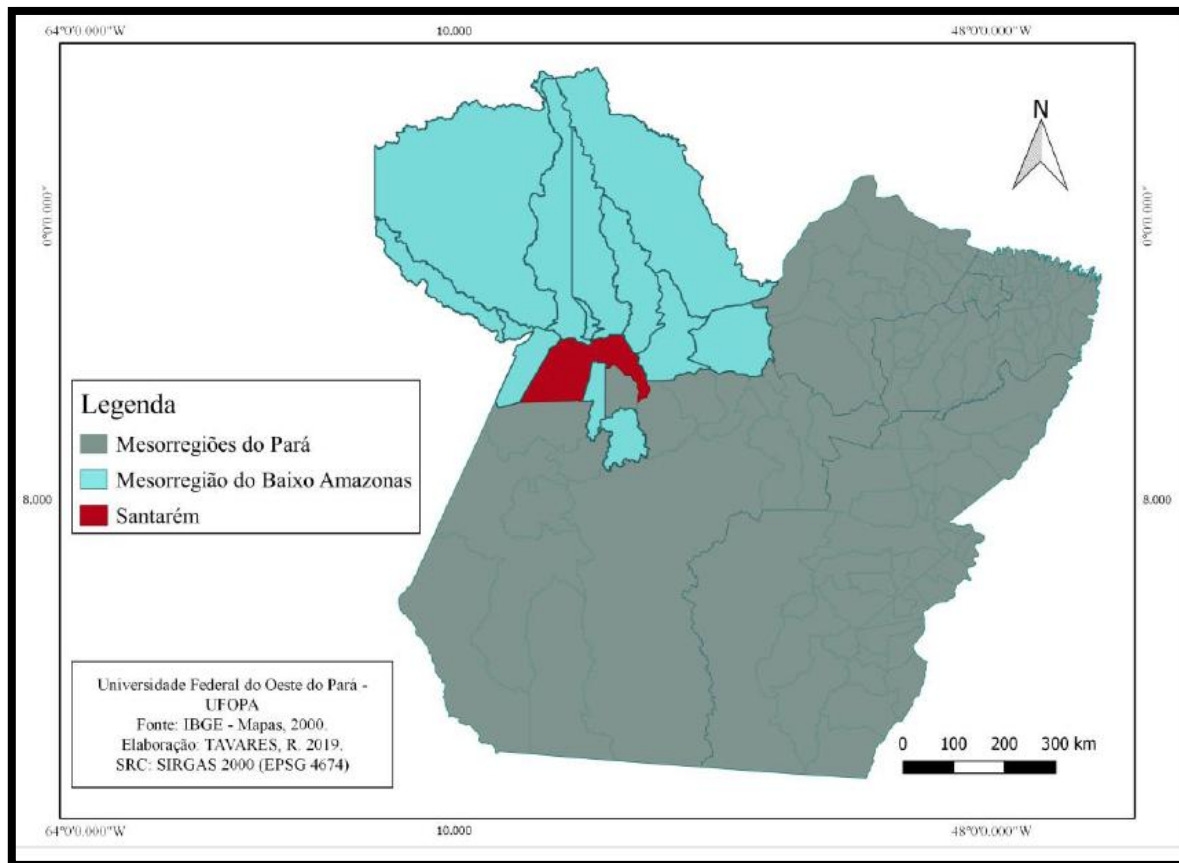 64°0'0.000"W 10.000 48°0'0.000"W
N
0°0'0.000" 0°0'0.000"
Legenda
Mesorregiões do Pará
Mesorregião do Baixo Amazonas
Santarém
8.000 8.000
Universidade Federal do Oeste do Pará -
UFOPA
Fonte: IBGE - Mapas, 2000.
Elaboração: TAVARES, R. 2019.
SRC: SIRGAS 2000 (EPSG 4674)
0 100 200 300 km
64°0'0.000"W 10.000 48°0'0.000"W